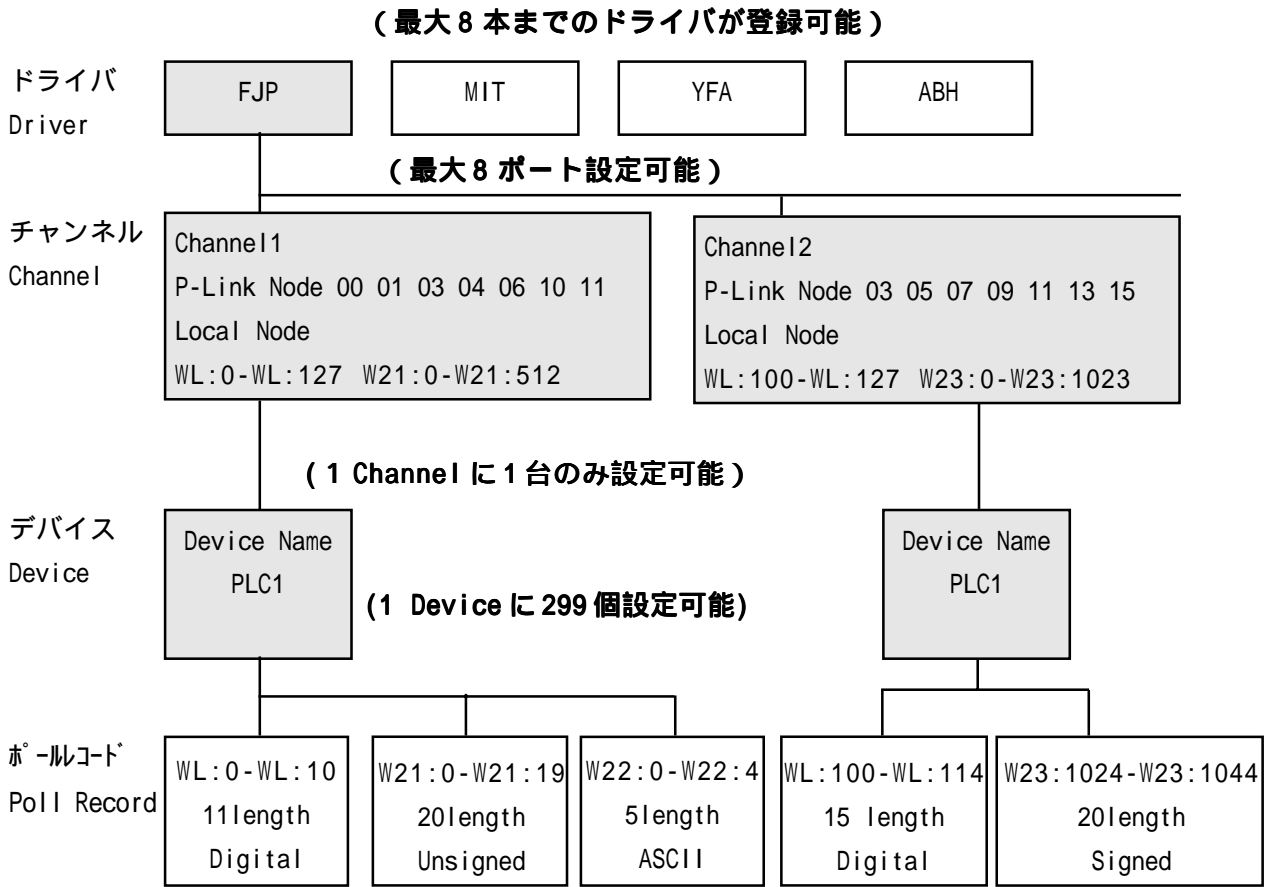 (最大8本までのドライバが登録可能)
ドライバ
Driver
FJP
MIT
YFA
ABH
(最大8ポート設定可能)
チャンネル
Channel
Channel1
P-Link Node 00 01 03 04 06 10 11
Local Node
WL:0-WL:127 W21:0-W21:512
Channel2
P-Link Node 03 05 07 09 11 13 15
Local Node
WL:100-WL:127 W23:0-W23:1023
(1 Channelに1台のみ設定可能)
デバイス
Device
Device Name
PLC1
Device Name
PLC1
(1 Deviceに299個設定可能)
ポールレコード
Poll Record
WL:0-WL:10
11length
Digital
W21:0-W21:19
20length
Unsigned
W22:0-W22:4
5length
ASCII
WL:100-WL:114
15 length
Digital
W23:1024-W23:1044
20length
Signed